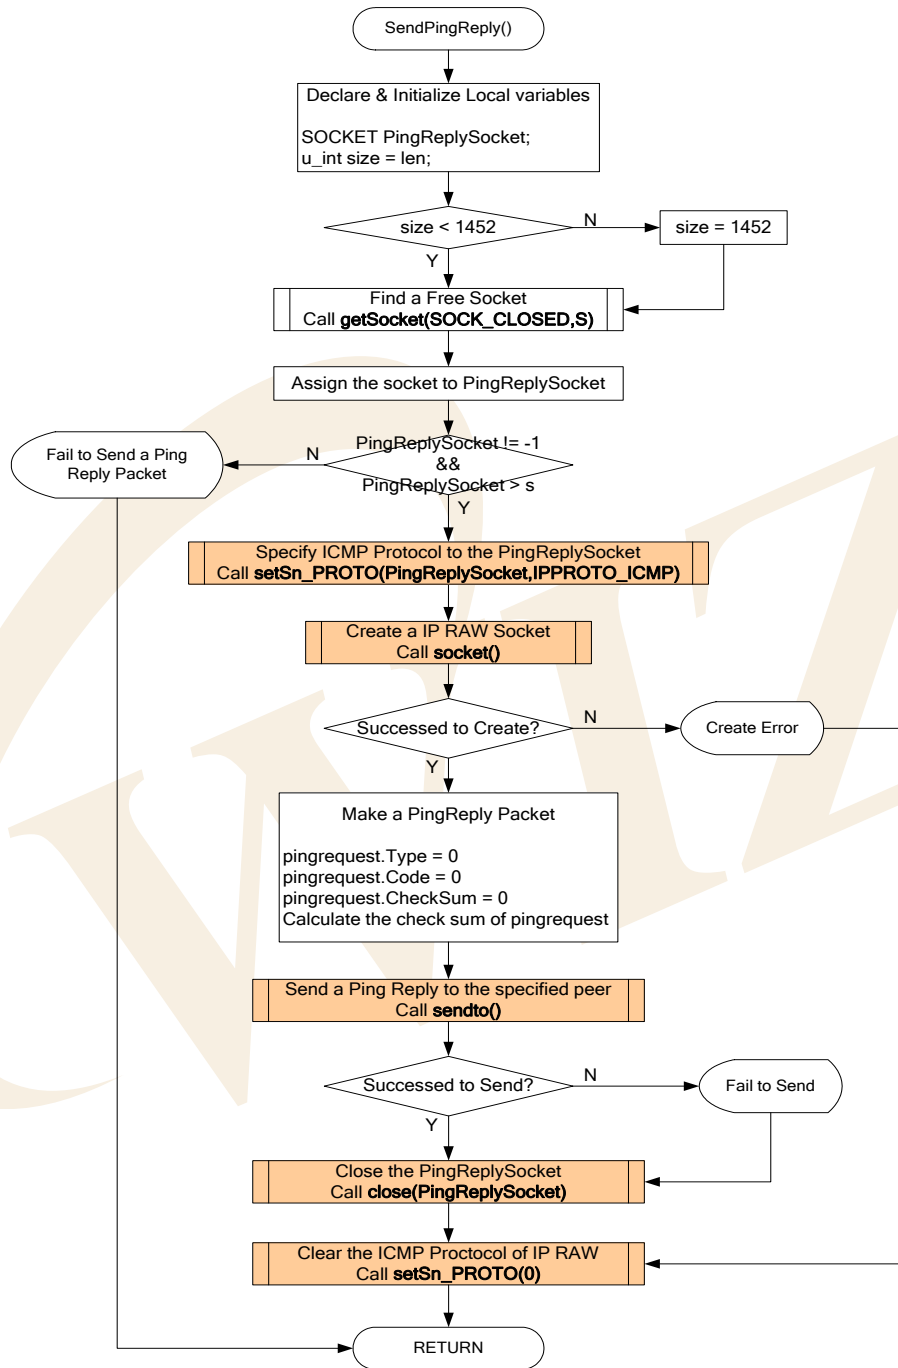 SendPingReply()
Declare & Initialize Local variables
SOCKET PingReplySocket;
u_int size = len;
size < 1452
N
size = 1452
Y
Find a Free Socket
Call getSocket(SOCK_CLOSED,S)
Assign the socket to PingReplySocket
PingReplySocket != -1
&&
PingReplySocket > s
N
Fail to Send a Ping
Reply Packet
Y
Specify ICMP Protocol to the PingReplySocket
Call setSn_PROTO(PingReplySocket,IPPROTO_ICMP)
Create a IP RAW Socket
Call socket()
Successed to Create?
N
Create Error
Y
Make a PingReply Packet
pingrequest.Type = 0
pingrequest.Code = 0
pingrequest.CheckSum = 0
Calculate the check sum of pingrequest
Send a Ping Reply to the specified peer
Call sendto()
Successed to Send?
N
Fail to Send
Y
Close the PingReplySocket
Call close(PingReplySocket)
Clear the ICMP Proctocol of IP RAW
Call setSn_PROTO(0)
RETURN